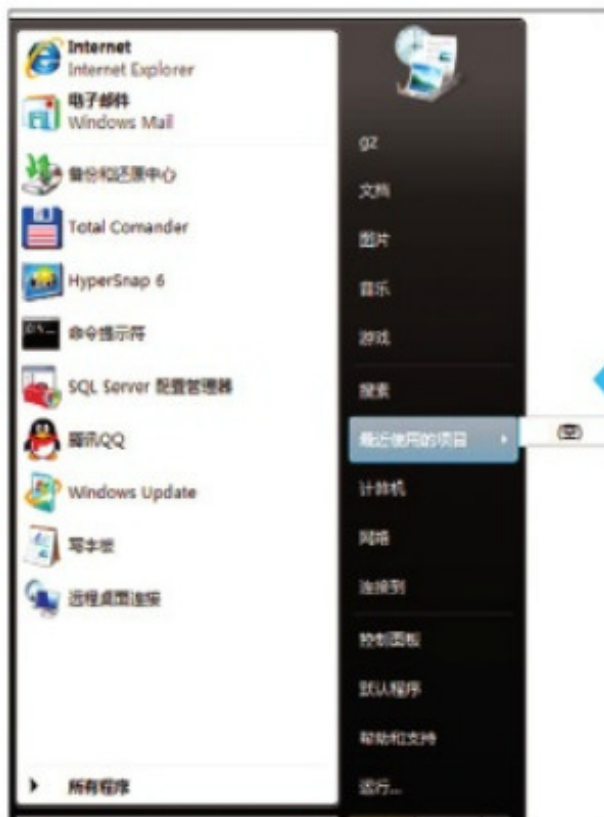 Internet
Internet Explorer
电子邮件
Windows Mail
备份和还原中心
Total Comander
HyperSnap 6
命令提示符
SQL Server 配置管理器
腾讯QQ
Windows Update
写字板
远程桌面连接
所有程序
gz
文档
图片
音乐
游戏
搜索
最近使用的项目
(空)
计算机
网络
连接到
控制面板
默认程序
帮助和支持
运行...